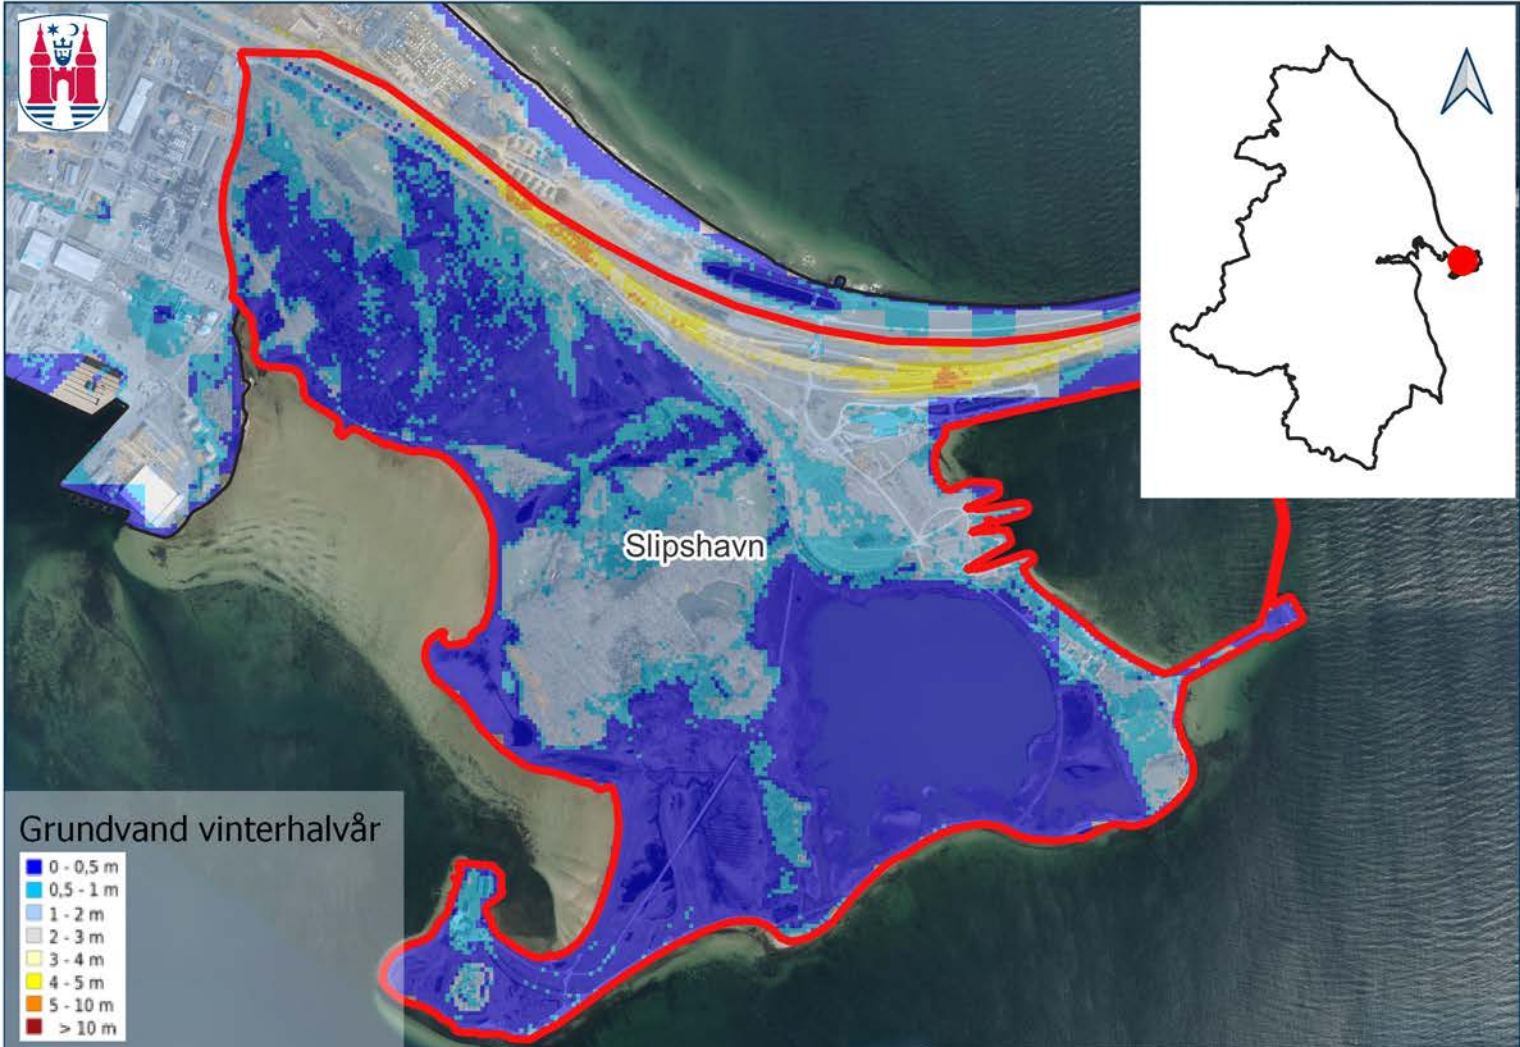 Slipshavn
Grundvand vinterhalvår
0 - 0,5 m
0,5 - 1 m
1 - 2 m
2 - 3 m
3 - 4 m
4 - 5 m
5 - 10 m
> 10 m